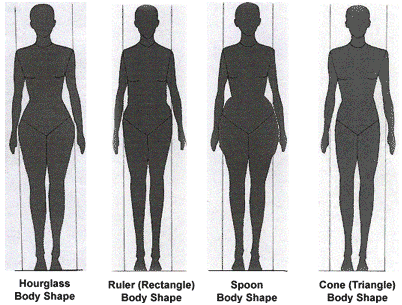 Hourglass
Body Shape
Ruler (Rectangle)
Body Shape
Spoon
Body Shape
Cone (Triangle)
Body Shape